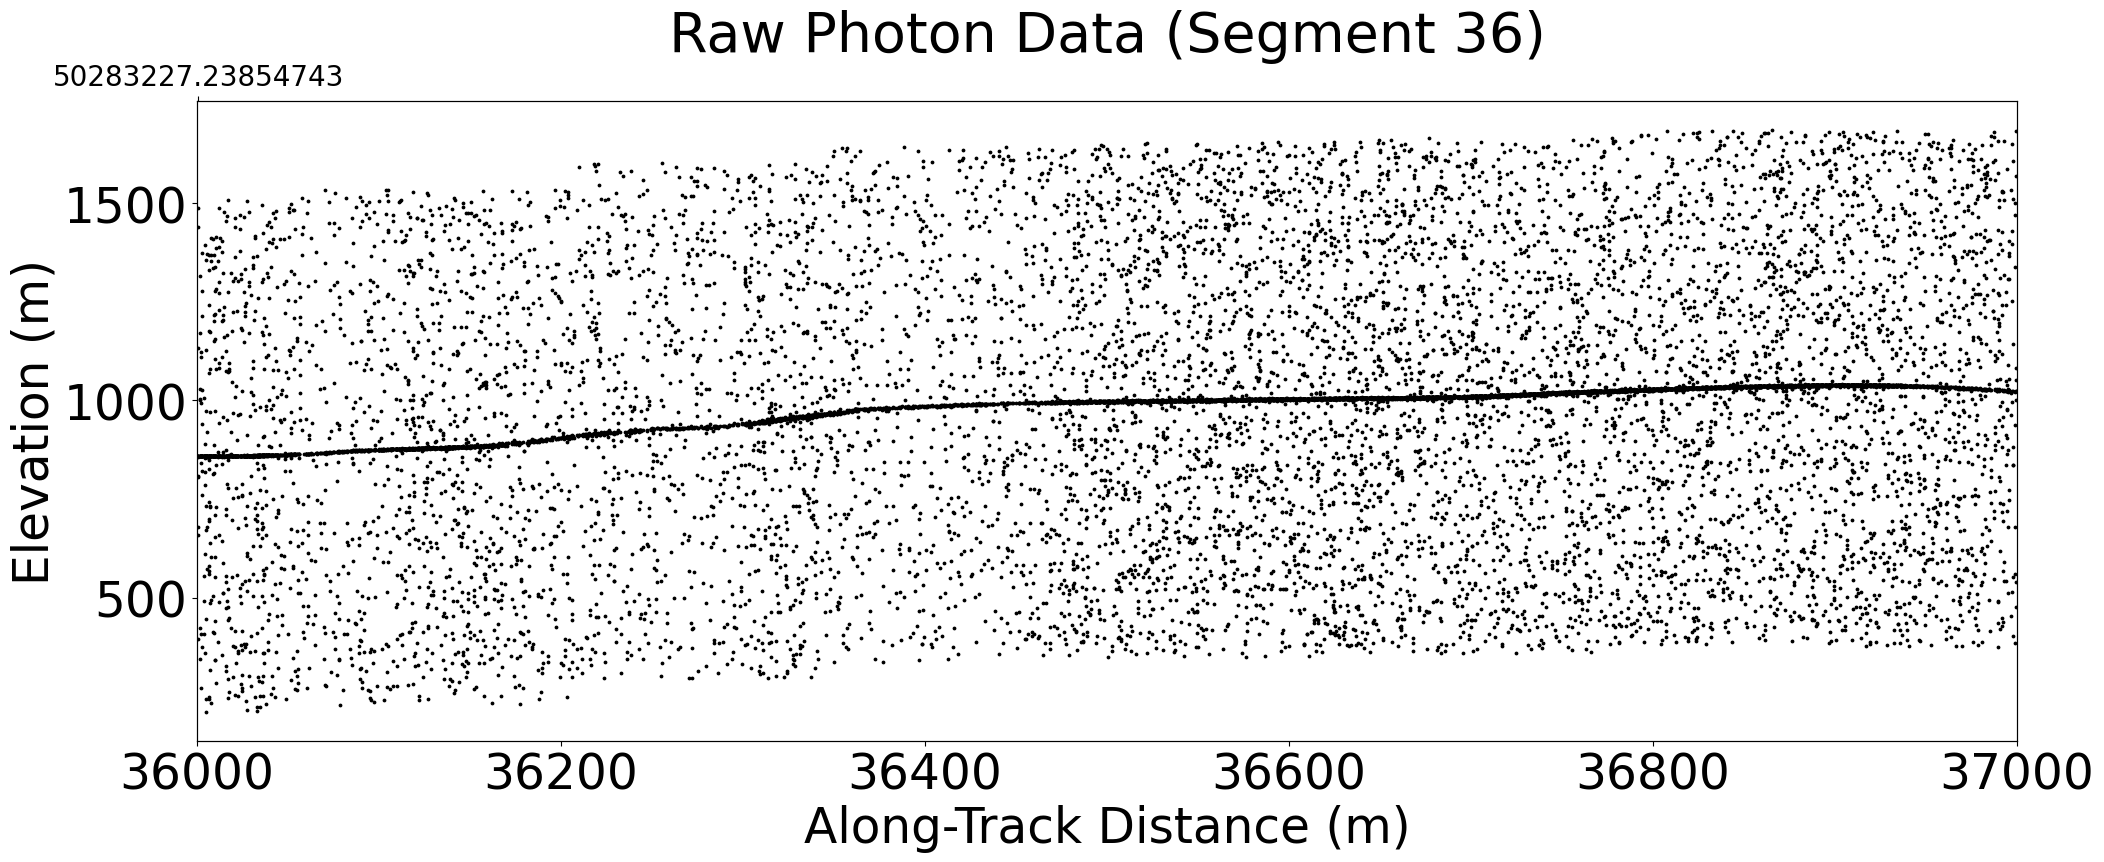 Raw Photon Data (Segment 36)
50283227.23854743
Elevation (m)
1500
1000
500
36000 36200 36400 36600 36800 37000
Along-Track Distance (m)